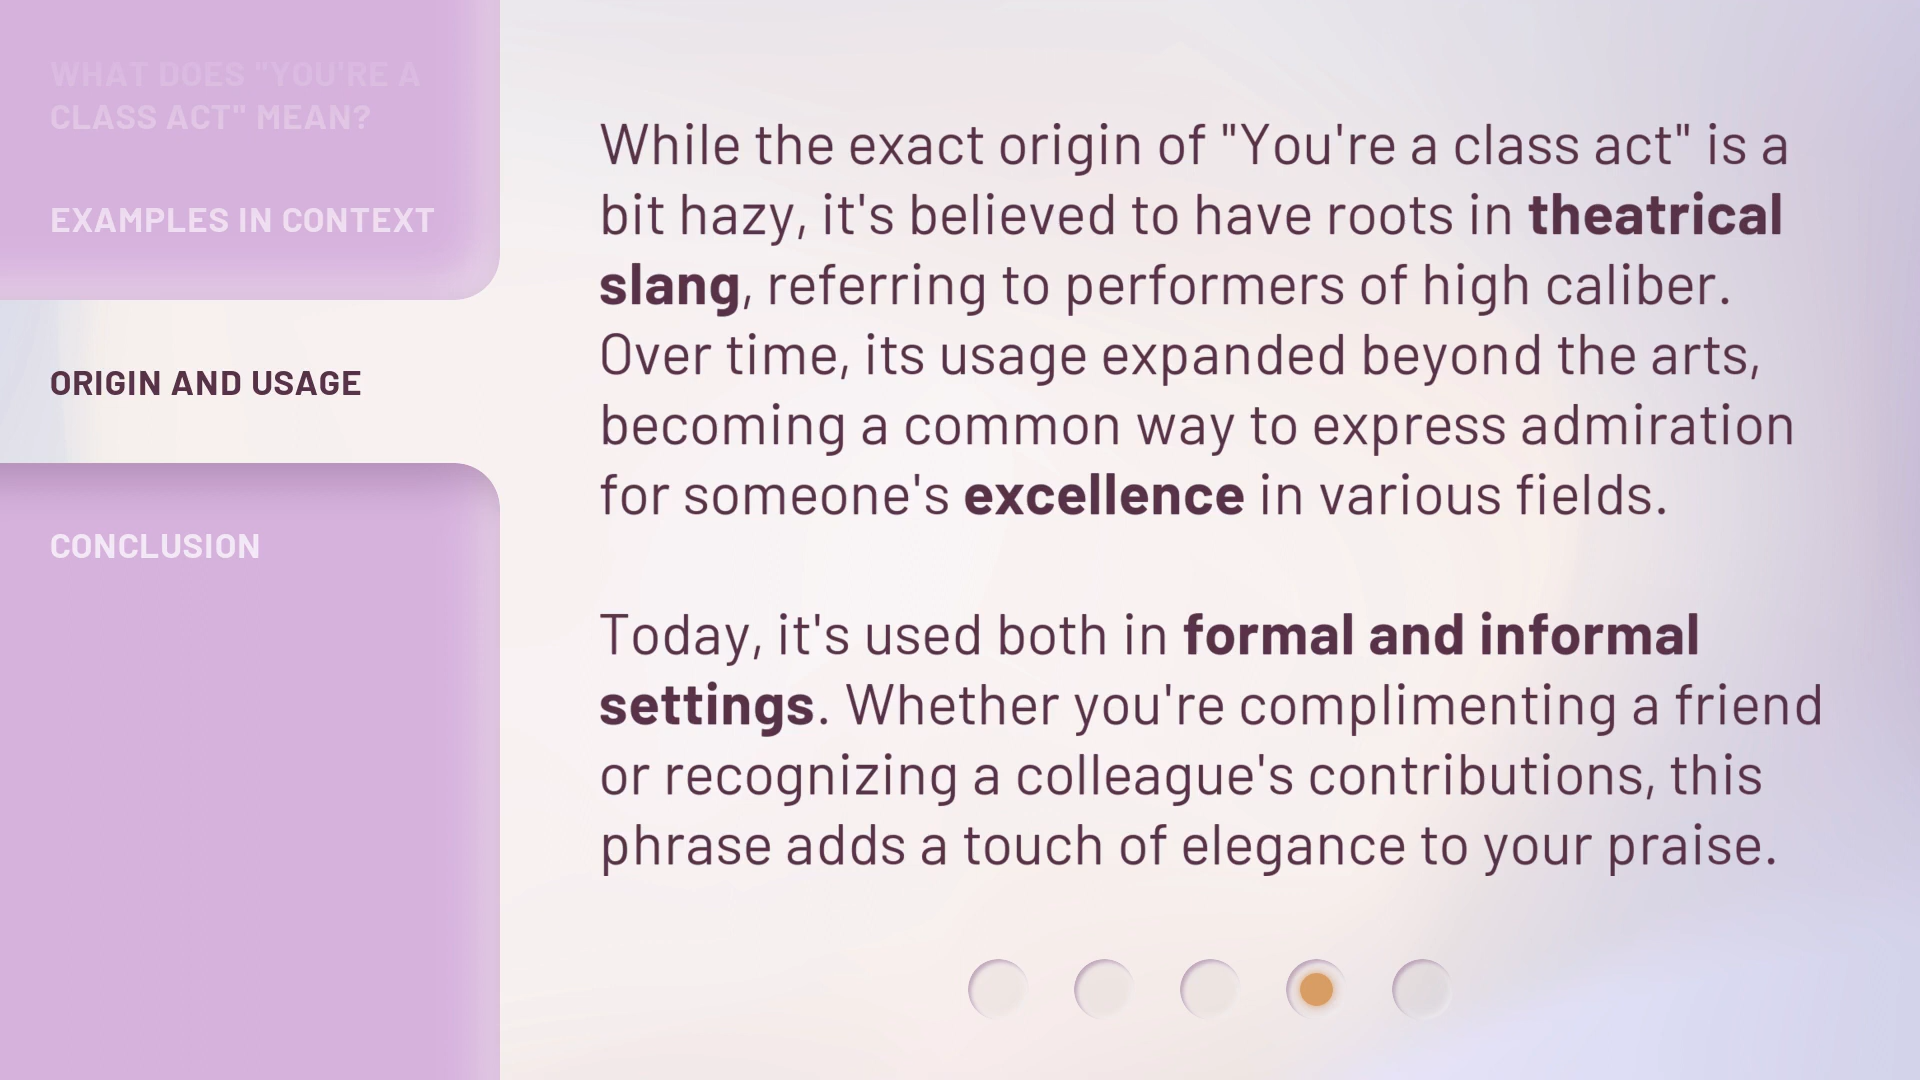 WHAT DOES "YOU'RE A
CLASS ACT" MEAN?
EXAMPLES IN CONTEXT
ORIGIN AND USAGE
CONCLUSION
While the exact origin of "You're a class act" is a
bit hazy, it's believed to have roots in theatrical
slang, referring to performers of high caliber.
Over time, its usage expanded beyond the arts,
becoming a common way to express admiration
for someone's excellence in various fields.
Today, it's used both in formal and informal
settings. Whether you're complimenting a friend
or recognizing a colleague's contributions, this
phrase adds a touch of elegance to your praise.